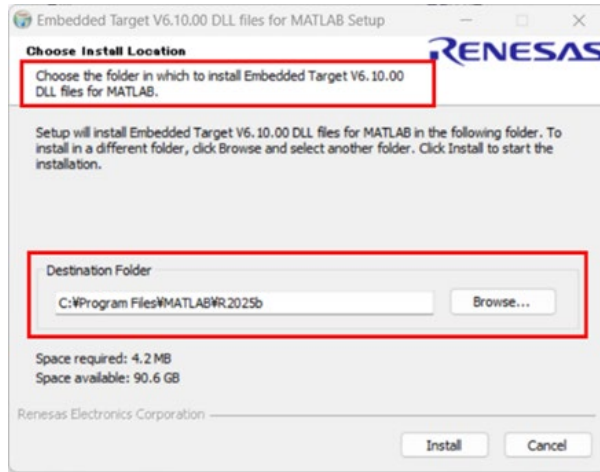 Embedded Target V6.10.00 DLL files for MATLAB Setup
Choose Install Location
RENESAS
Choose the folder in which to install Embedded Target V6.10.00
DLL files for MATLAB.
Setup will install Embedded Target V6.10.00 DLL files for MATLAB in the following folder. To
install in a different folder, click Browse and select another folder. Click Install to start the
installation.
Destination Folder
C:¥Program Files¥MATLAB¥R2025b
Browse...
Space required: 4.2 MB
Space available: 90.6 GB
Renesas Electronics Corporation
Install
Cancel